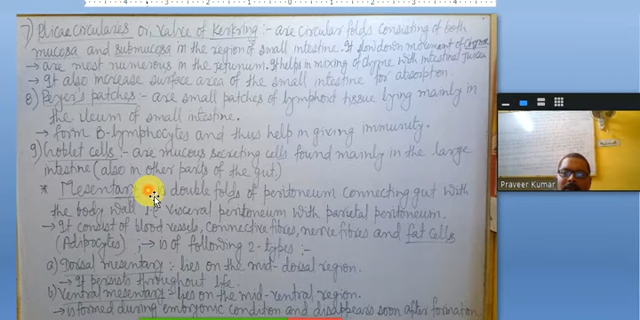 7) Plicae circulares or valve of Kerkring :- are circular folds consisting of both
mucosa and submucosa in the region of small intestine. It slow down movement of chyme
→ are most numerous in the jejunum. It helps in mixing of chyme with intestinal juices
→ It also increase surface area of the small intestine for absorption.
8) Peyer's patches :- are small patches of lymphoid tissue lying mainly in
the ileum of small intestine.
→ form B-lymphocytes and thus help in giving immunity.
9) Goblet cells :- are mucous secreting cells found mainly in the large
intestine (also in other parts of the gut)
* Mesentary double folds of peritoneum connecting gut with
the body wall i.e. visceral peritoneum with parietal peritoneum.
→ It consist of blood vessels, connective fibres, nerve fibres and fat cells
(Adipocytes) ; → is of following 2-types :-
a) Dorsal mesentary :- lies on the mid-dorsal region.
→ It persists throughout life.
b) Ventral mesentary :- lies on the mid-ventral region.
→ is formed during embryonic condition and disappears soon after formation
Praveer Kumar